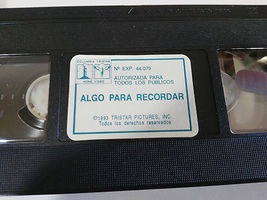 COLUMBIA TRISTAR
HOME VIDEO
Nº EXP. 44.079
AUTORIZADA PARA
TODOS LOS PUBLICOS
ALGO PARA RECORDAR
©1993 TRISTAR PICTURES, INC.
Todos los derechos reservados